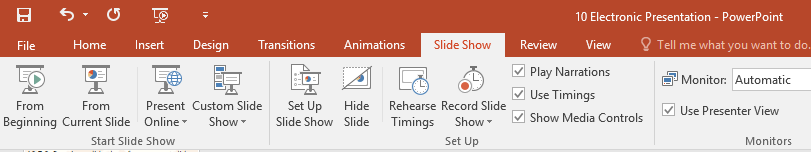 10 Electronic Presentation - PowerPoint
File Home Insert Design Transitions Animations Slide Show Review View Tell me what you want to do.
From Beginning
From Current Slide
Present Online
Custom Slide Show
Start Slide Show
Set Up Slide Show
Hide Slide
Rehearse Timings
Record Slide Show
Play Narrations
Use Timings
Show Media Controls
Set Up
Monitor: Automatic
Use Presenter View
Monitors